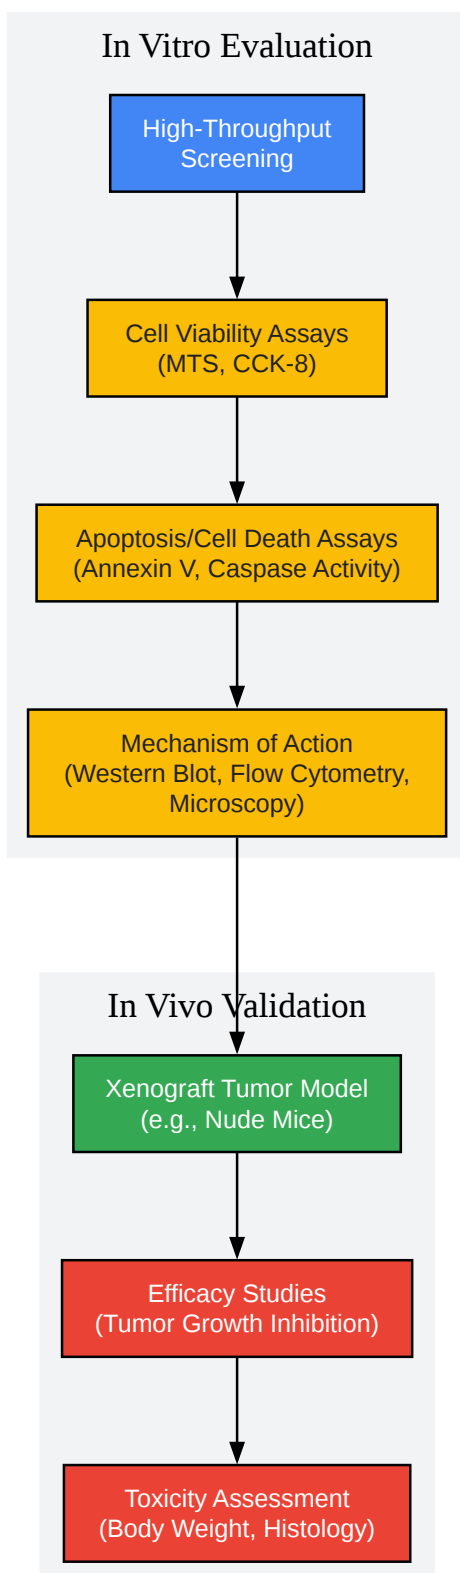 In Vitro Evaluation
High-Throughput
Screening
Cell Viability Assays
(MTS, CCK-8)
Apoptosis/Cell Death Assays
(Annexin V, Caspase Activity)
Mechanism of Action
(Western Blot, Flow Cytometry,
Microscopy)
In Vivo Validation
Xenograft Tumor Model
(e.g., Nude Mice)
Efficacy Studies
(Tumor Growth Inhibition)
Toxicity Assessment
(Body Weight, Histology)